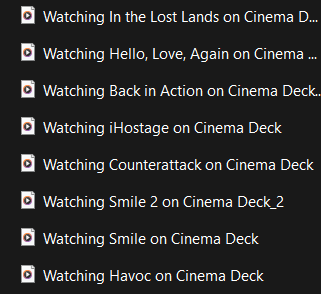 Watching In the Lost Lands on Cinema D...
Watching Hello, Love, Again on Cinema ...
Watching Back in Action on Cinema Deck...
Watching iHostage on Cinema Deck
Watching Counterattack on Cinema Deck
Watching Smile 2 on Cinema Deck_2
Watching Smile on Cinema Deck
Watching Havoc on Cinema Deck